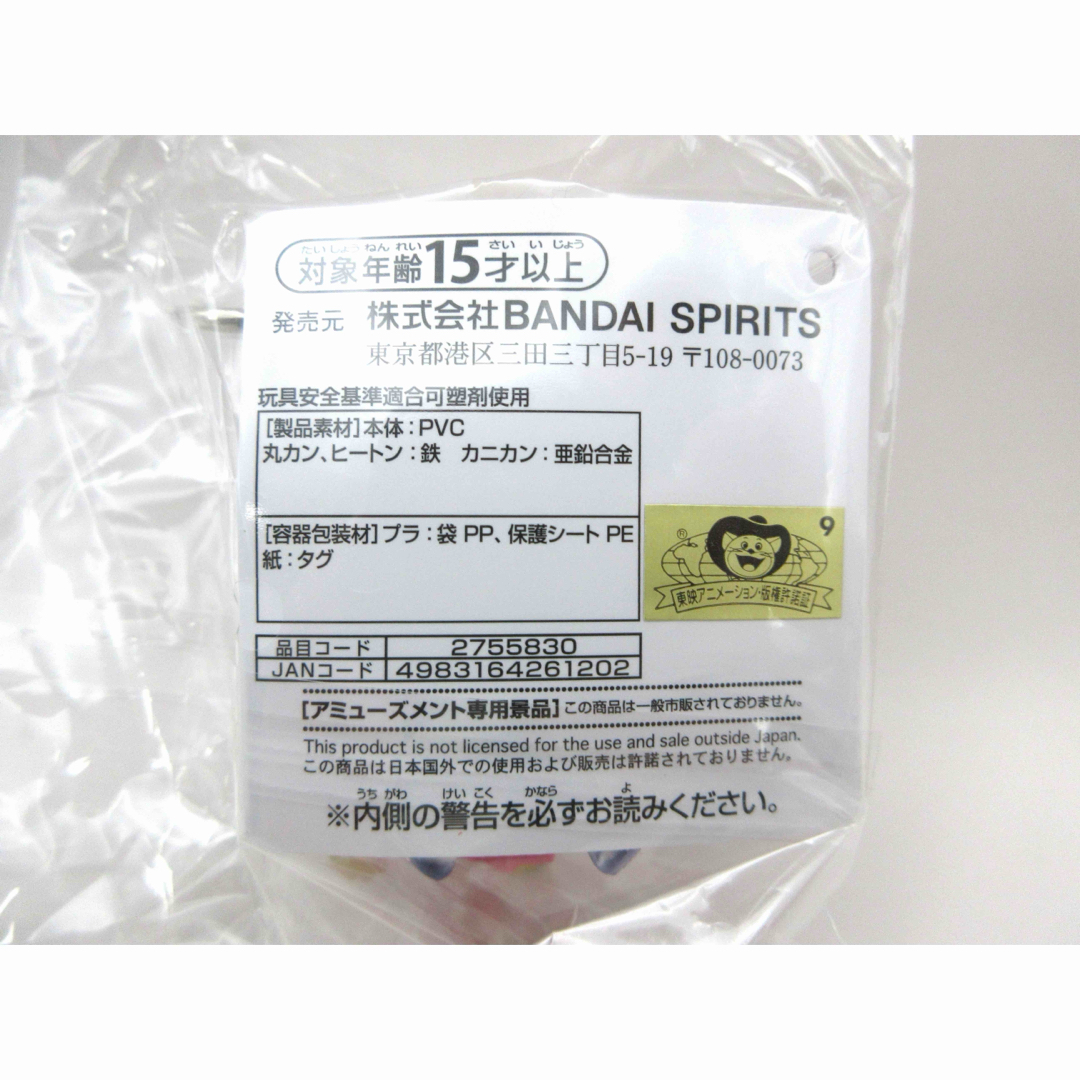 たいしょうねんれい さいいじょう
対象年齢15才以上
発売元 株式会社BANDAI SPIRITS
東京都港区三田三丁目5-19 〒108-0073
玩具安全基準適合可塑剤使用
[製品素材]本体:PVC
丸カン、ヒートン:鉄 カニカン:亜鉛合金
[容器包装材]プラ:袋 PP、保護シート PE
紙:タグ
9
®
東映アニメーション・版権許諾証
品目コード 2755830
JANコード 4983164261202
[アミューズメント専用景品]この商品は一般市販されておりません。
This product is not licensed for the use and sale outside Japan.
この商品は日本国外での使用および販売は許諾されておりません。
うちがわ けいこく かなら よ
※内側の警告を必ずお読みください。